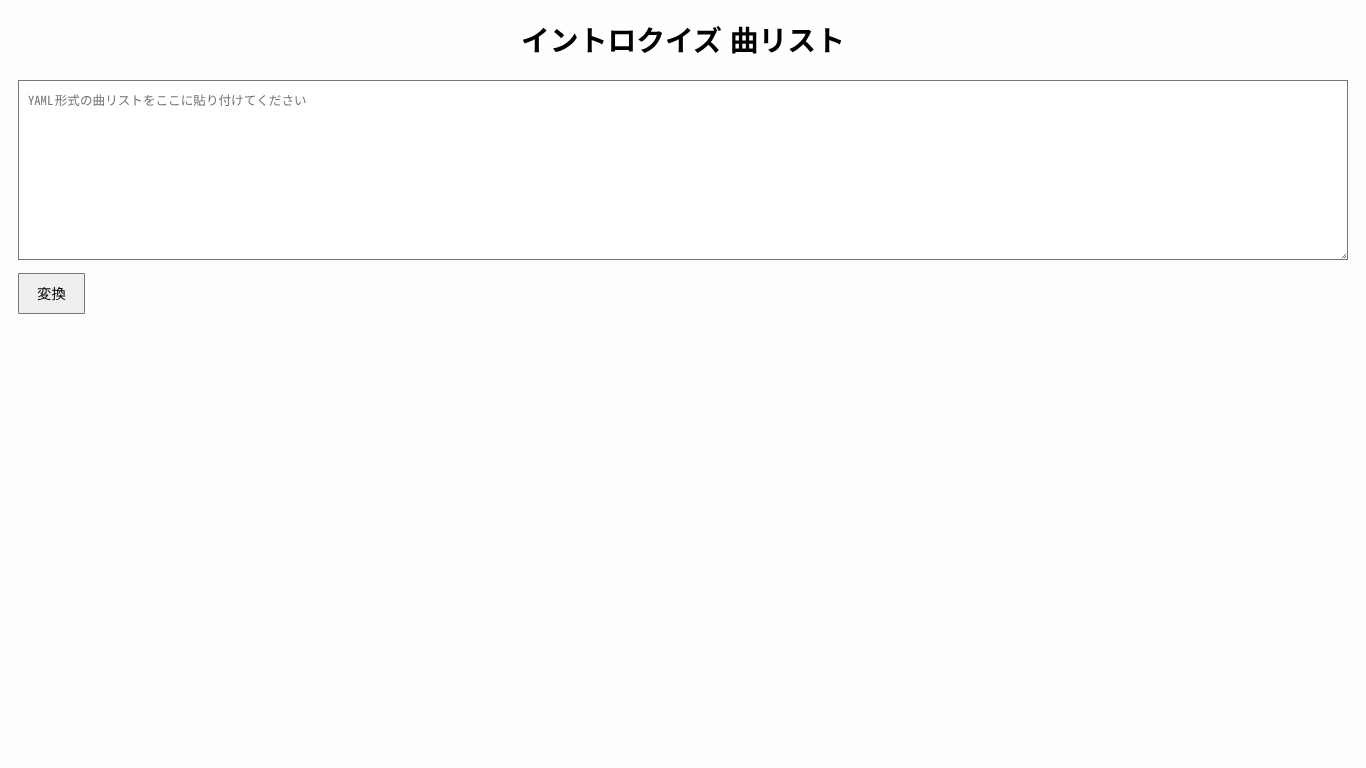 イントロクイズ 曲リスト
YAML形式の曲リストをここに貼り付けてください
変換